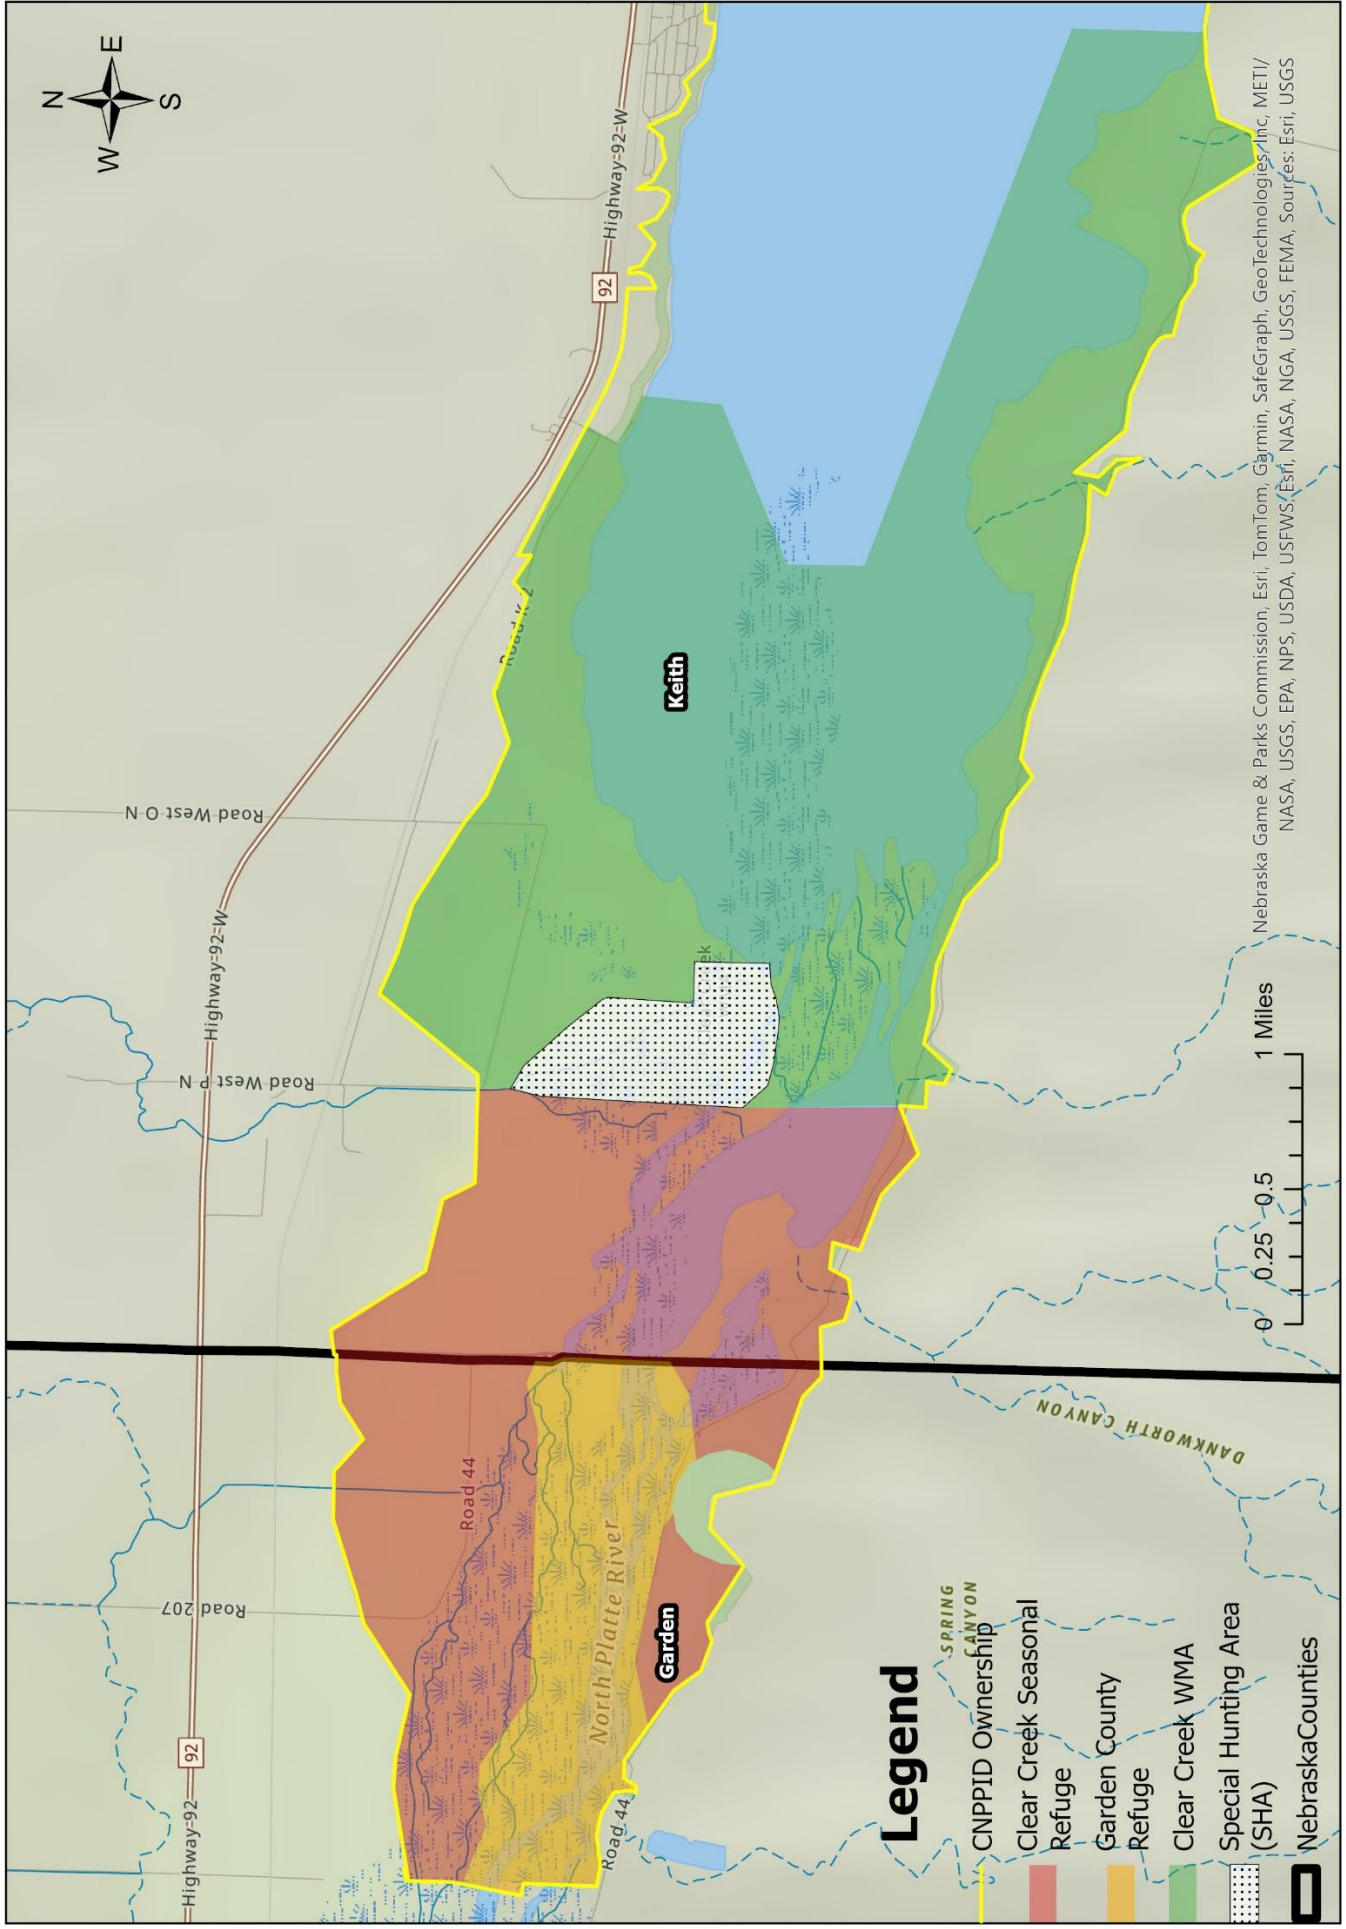 N
W E
S
Highway-92-W
92
Highway-92-W
Highway-92
92
Road West O N
Road West P N
Road K 2
Road 207
Road 44
Keith
ek
North Platte River
Garden
Road 44
SPRING
CANYON
DANKWORTH CANYON
Legend
CNPPID Ownership
Clear Creek Seasonal
Refuge
Garden County
Refuge
Clear Creek WMA
Special Hunting Area
(SHA)
NebraskaCounties
0 0.25 0.5 1 Miles
Nebraska Game & Parks Commission, Esri, TomTom, Garmin, SafeGraph, GeoTechnologies, Inc, METI/
NASA, USGS, EPA, NPS, USDA, USFWS, Esri, NASA, NGA, USGS, FEMA, Sources: Esri, USGS